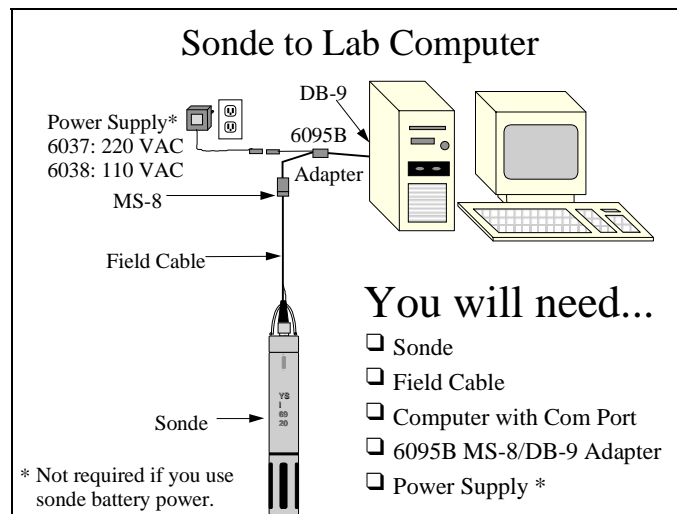 Sonde to Lab Computer
DB-9
Power Supply*
6037: 220 VAC
6038: 110 VAC
6095B
Adapter
MS-8
Field Cable
You will need...
❑ Sonde
❑ Field Cable
❑ Computer with Com Port
❑ 6095B MS-8/DB-9 Adapter
❑ Power Supply *
YS
I
69
20
Sonde
* Not required if you use
sonde battery power.